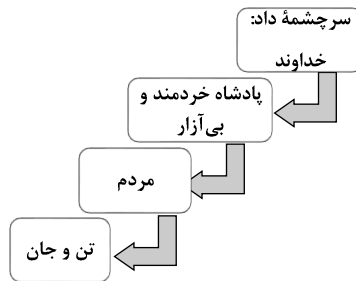 سرچشمهٔ داد:
خداوند
پادشاه خردمند و
بی‌آزار
مردم
تن و جان